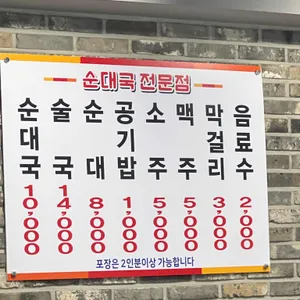 순대국 전문점
순대국 10,000
술국 14,000
순대 8,000
공기밥 1,000
소주 5,000
맥주 5,000
막걸리 3,000
음료수 2,000
포장은 2인분이상 가능합니다